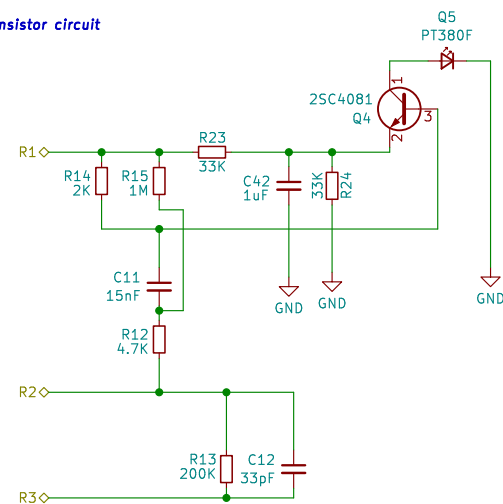 nsistor circuit
Q5
PT380F
1
2SC4081
Q4
3
2
R1
R23
33K
R14
2K
R15
1M
C42
1uF
33K
R24
C11
15nF
GND
GND
GND
R12
4.7K
R2
R13
200K
C12
33pF
R3